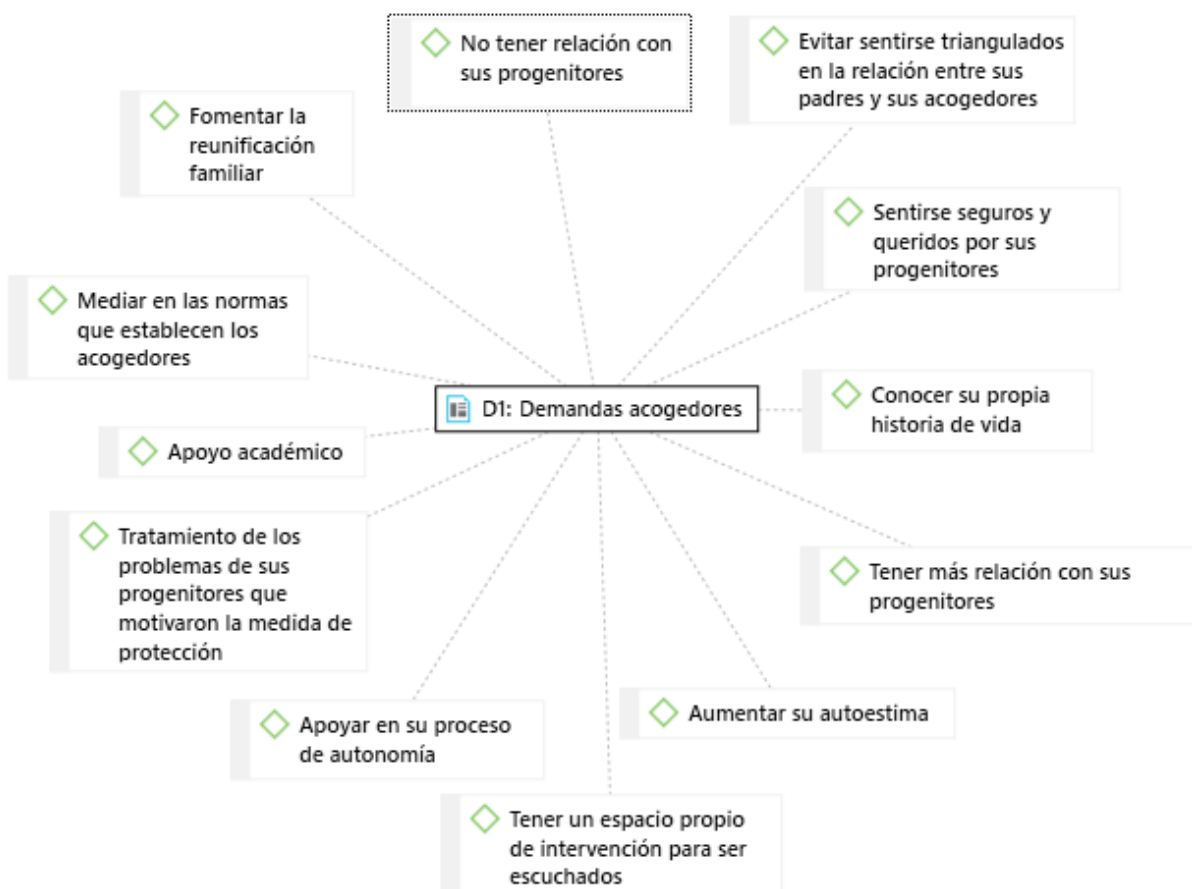 No tener relación con
sus progenitores
Evitar sentirse triangulados
en la relación entre sus
padres y sus acogedores
Fomentar la
reunificación
familiar
Sentirse seguros y
queridos por sus
progenitores
Mediar en las normas
que establecen los
acogedores
D1: Demandas acogedores
Conocer su propia
historia de vida
Apoyo académico
Tratamiento de los
problemas de sus
progenitores que
motivaron la medida de
protección
Tener más relación con sus
progenitores
Apoyar en su proceso
de autonomía
Aumentar su autoestima
Tener un espacio propio
de intervención para ser
escuchados